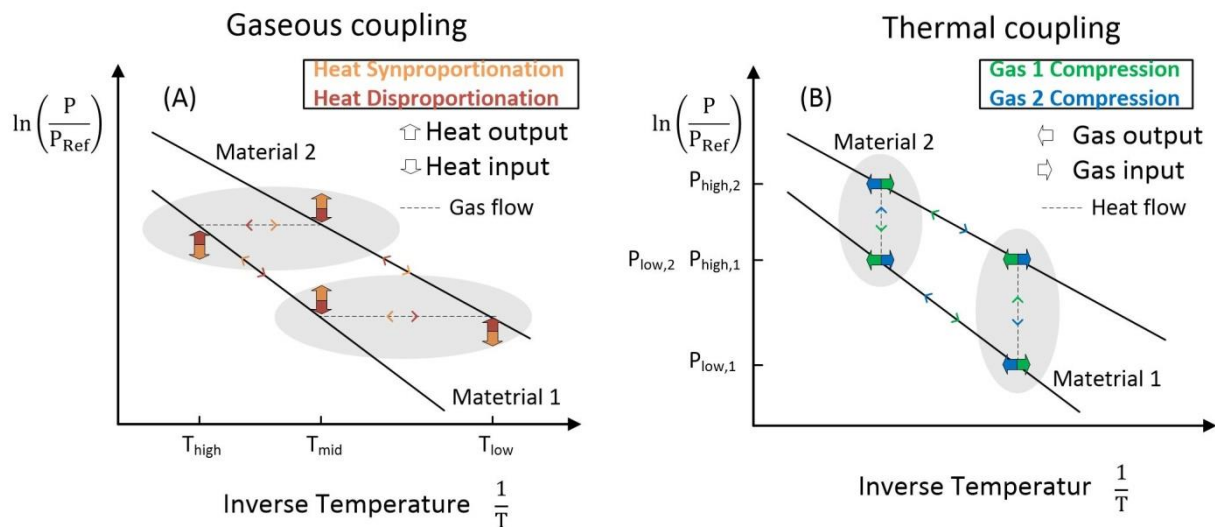 Gaseous coupling
Heat Synproportionation
Heat Disproportionation
(A)
ln(P/P_Ref)
Heat output
Heat input
Gas flow
Material 2
Matetrial 1
T_high
T_mid
T_low
Inverse Temperature 1/T
Thermal coupling
Gas 1 Compression
Gas 2 Compression
(B)
ln(P/P_Ref)
Gas output
Gas input
Heat flow
Material 2
P_high,2
P_low,2 P_high,1
P_low,1
Matetrial 1
Inverse Temperatur 1/T